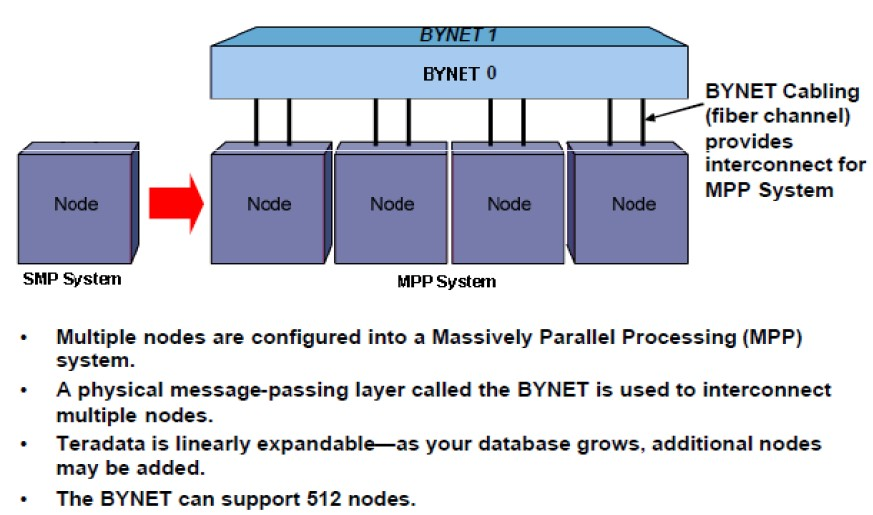 BYNET 1
BYNET 0
BYNET Cabling
(fiber channel)
provides
interconnect for
MPP System
Node
Node
Node
Node
Node
SMP System
MPP System
• Multiple nodes are configured into a Massively Parallel Processing (MPP)
system.
• A physical message-passing layer called the BYNET is used to interconnect
multiple nodes.
• Teradata is linearly expandable—as your database grows, additional nodes
may be added.
• The BYNET can support 512 nodes.